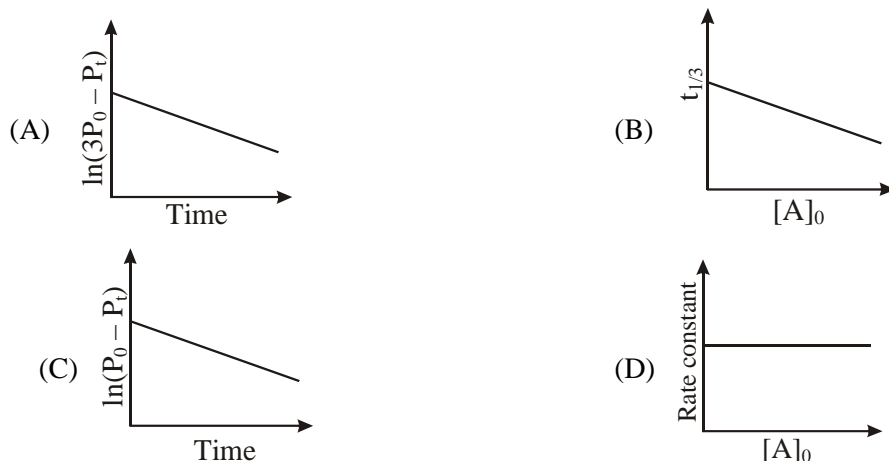 (A)
ln(3P₀ – Pₜ)
Time
(B)
t₁/₃
[A]₀
(C)
ln(P₀ – Pₜ)
Time
(D)
Rate constant
[A]₀